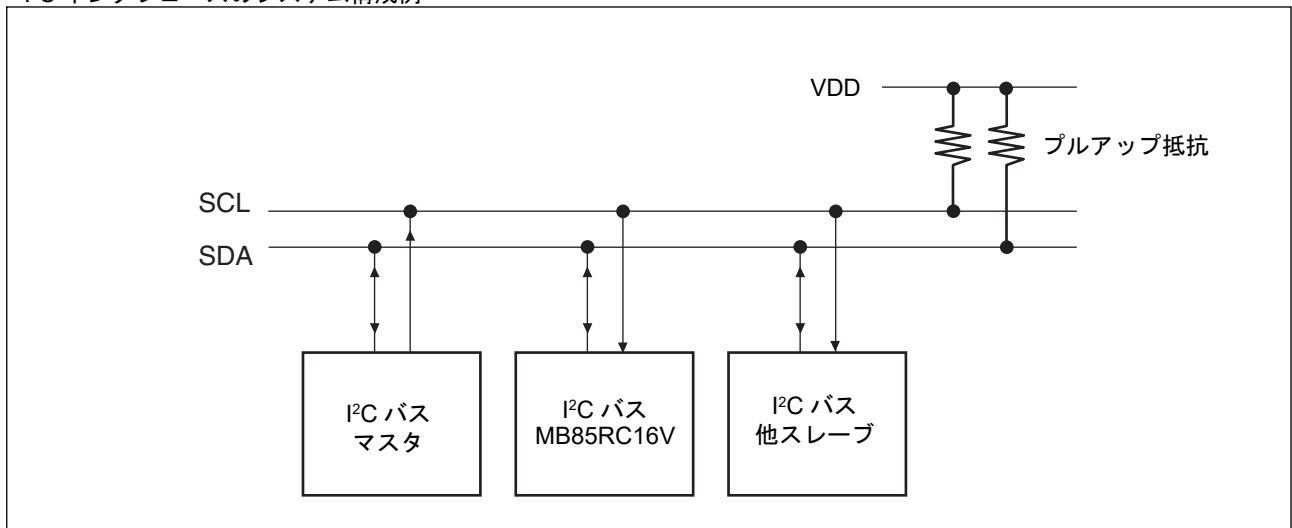 VDD
プルアップ抵抗
SCL
SDA
I²C バス
マスタ
I²C バス
MB85RC16V
I²C バス
他スレーブ